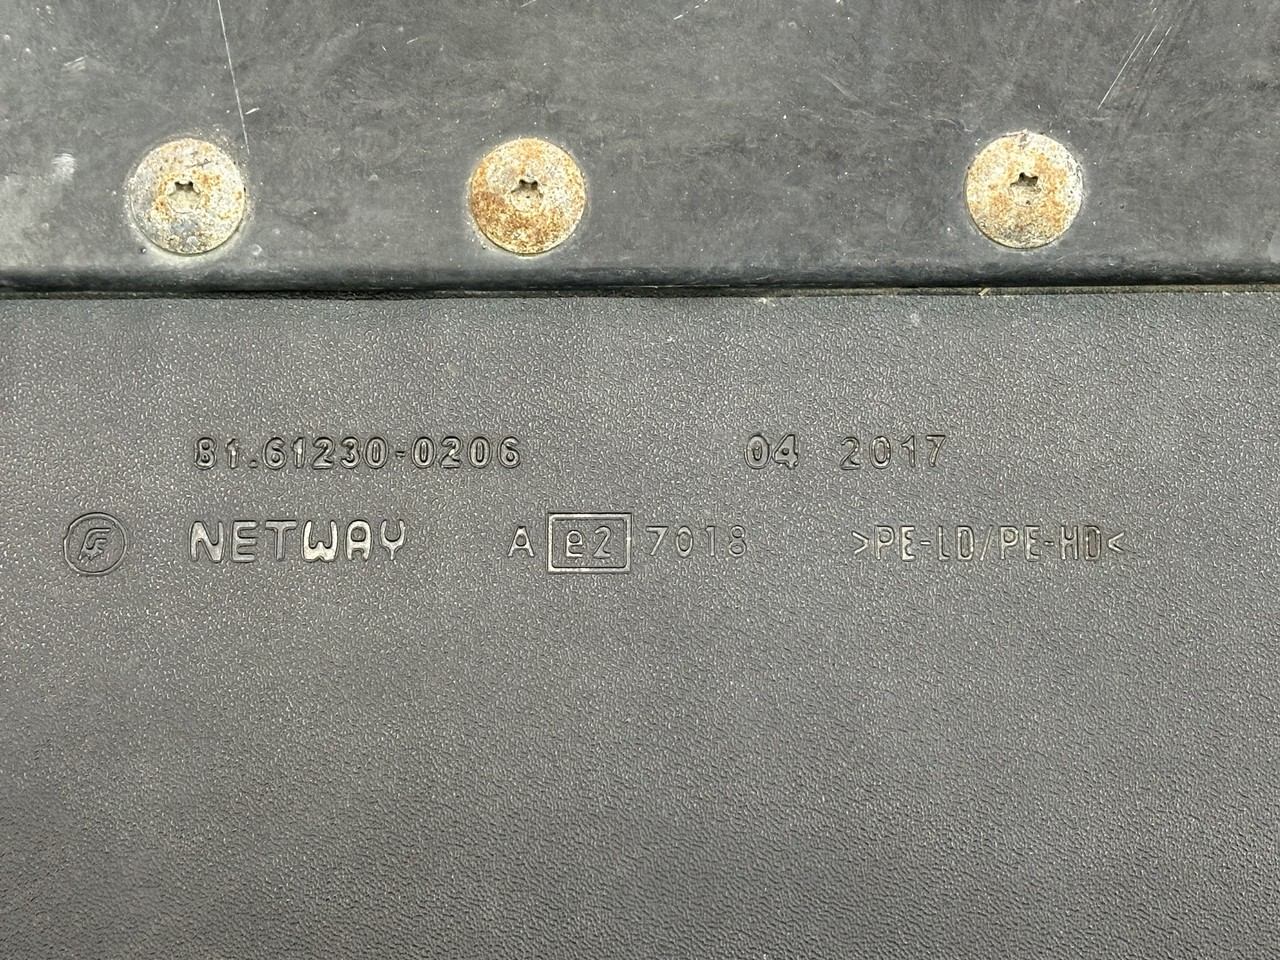 81.61230-0206 04 2017
NETWAY A e2 7018 >PE-LD/PE-HD<